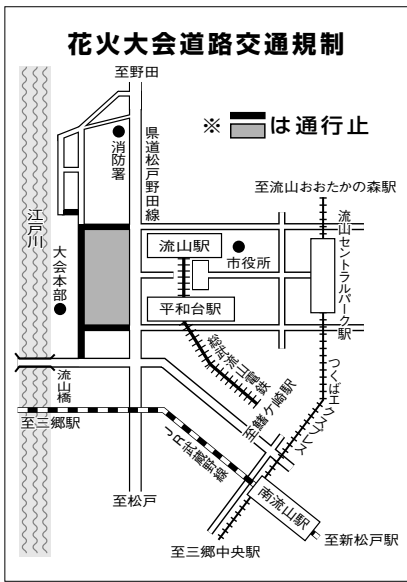 花火大会道路交通規制
至野田
※ は通行止
消防署
県道松戸野田線
至流山おおたかの森駅
江戸川
流山駅
市役所
流山セントラルパーク駅
大会本部
平和台駅
総武流山電鉄
至鰭ケ崎駅
つくばエクスプレス
流山橋
至三郷駅
JR武蔵野線
南流山駅
至松戸
至三郷中央駅
至新松戸駅